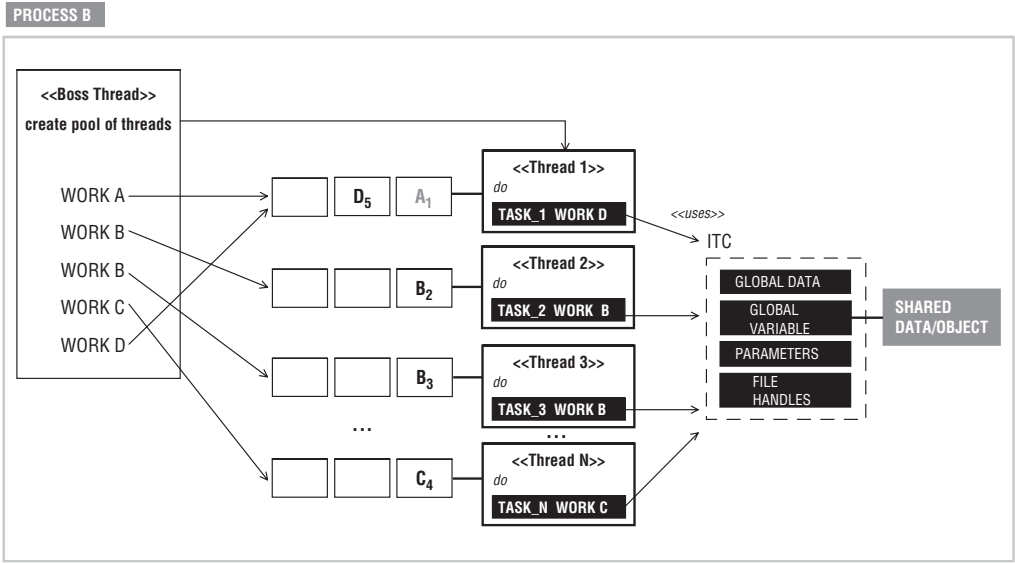 PROCESS B
<<Boss Thread>>
create pool of threads
WORK A
WORK B
WORK B
WORK C
WORK D
D5
A1
<<Thread 1>>
do
TASK_1 WORK D
B2
<<Thread 2>>
do
TASK_2 WORK B
B3
<<Thread 3>>
do
TASK_3 WORK B
...
...
C4
<<Thread N>>
do
TASK_N WORK C
<<uses>>
ITC
GLOBAL DATA
GLOBAL
VARIABLE
PARAMETERS
FILE
HANDLES
SHARED
DATA/OBJECT